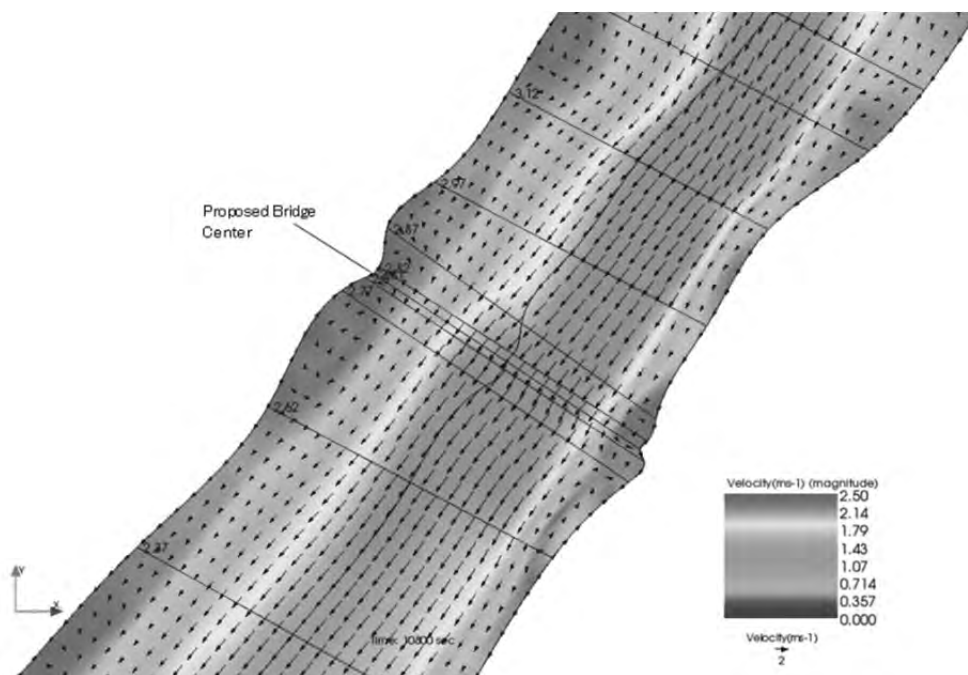 3.12
2.97
2.87
Proposed Bridge
Center
2.62
2.37
Velocity(ms-1) (magnitude)
2.50
2.14
1.79
1.43
1.07
0.714
0.357
0.000
Velocity(ms-1)
2
Y
X
Time: 10800 sec